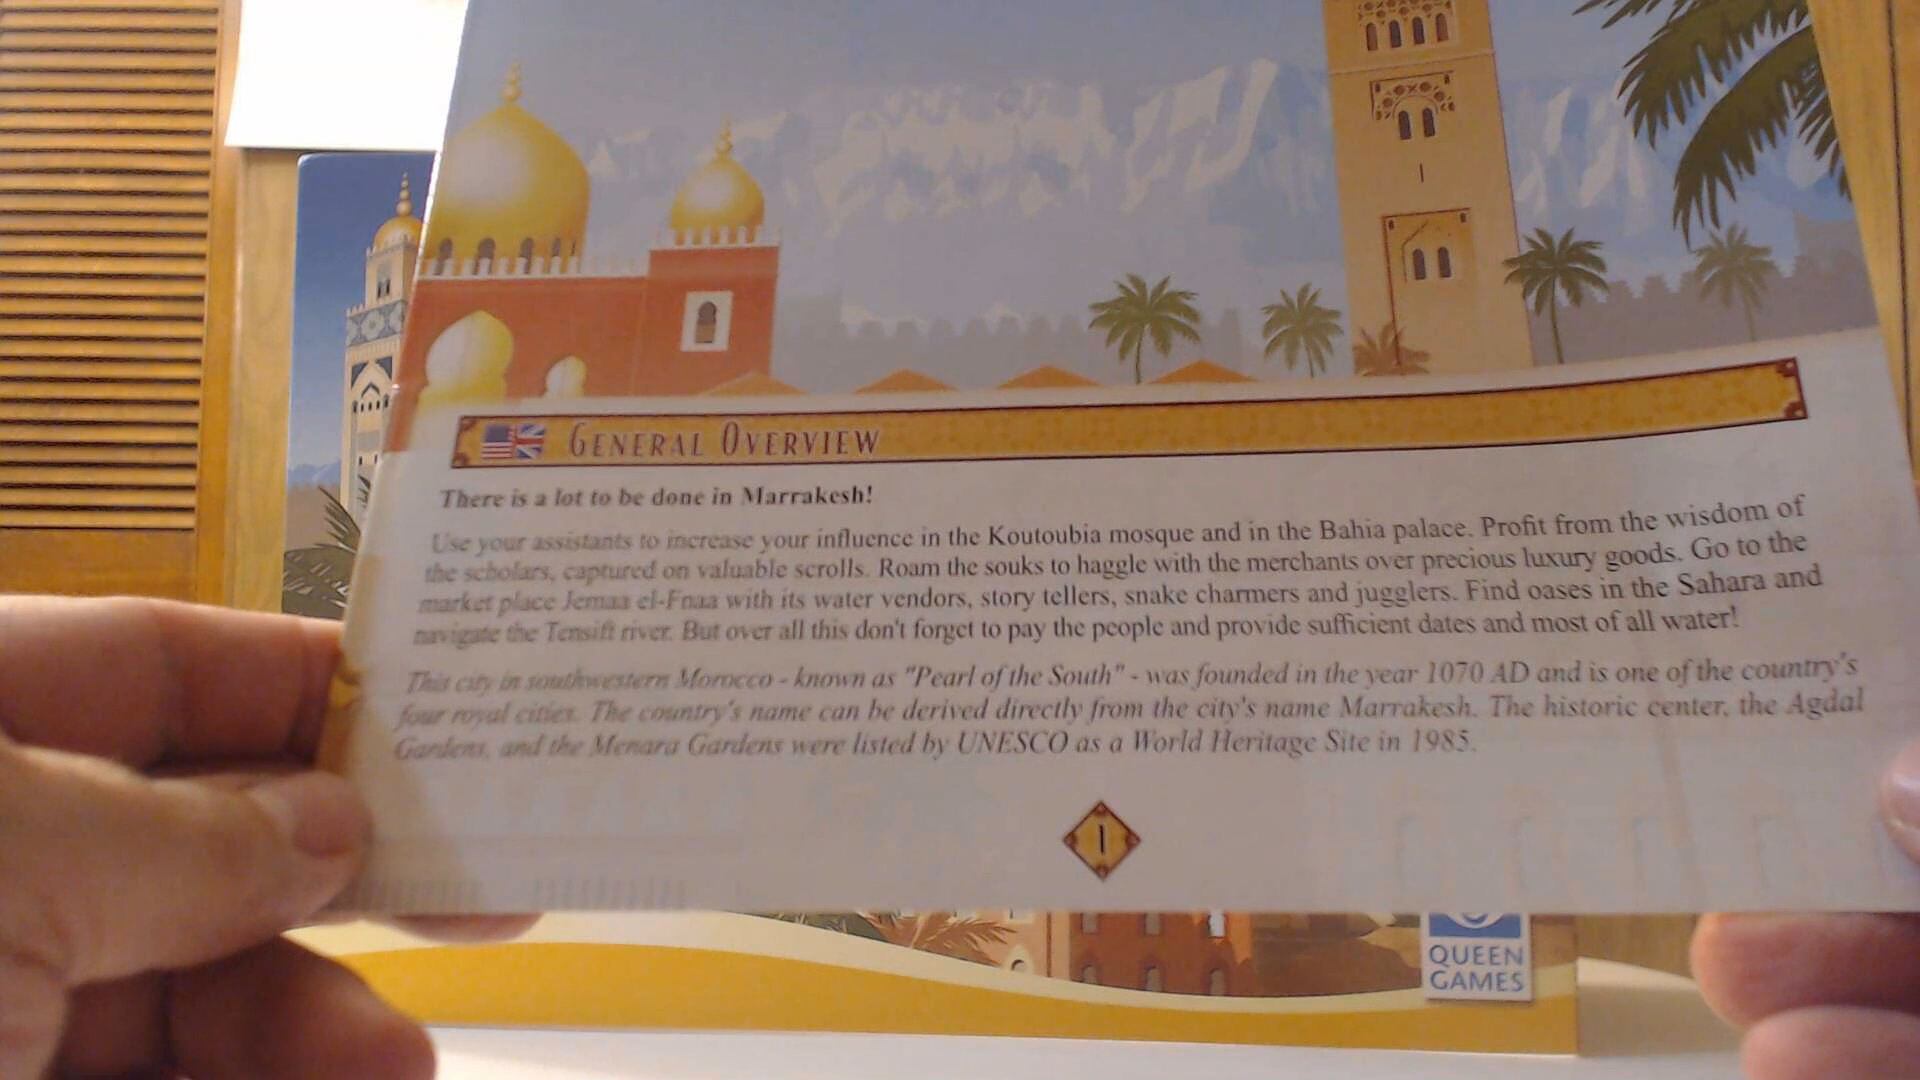 GENERAL OVERVIEW
There is a lot to be done in Marrakesh!
Use your assistants to increase your influence in the Koutoubia mosque and in the Bahia palace. Profit from the wisdom of
the scholars, captured on valuable scrolls. Roam the souks to haggle with the merchants over precious luxury goods. Go to the
market place Jemaa el-Fnaa with its water vendors, story tellers, snake charmers and jugglers. Find oases in the Sahara and
navigate the Tensift river. But over all this don't forget to pay the people and provide sufficient dates and most of all water!
This city in southwestern Morocco - known as "Pearl of the South" - was founded in the year 1070 AD and is one of the country's
four royal cities. The country's name can be derived directly from the city's name Marrakesh. The historic center, the Agdal
Gardens, and the Menara Gardens were listed by UNESCO as a World Heritage Site in 1985.
1
QUEEN
GAMES